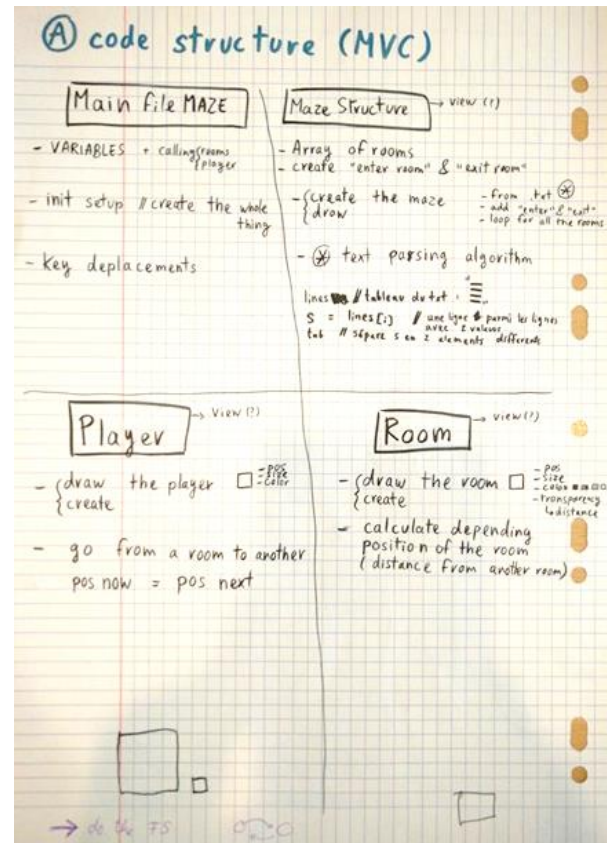 A code structure (MVC)
Main file MAZE
- VARIABLES + calling { rooms
player
- init setup // create the whole
thing
- Key deplacements
Maze Structure → view (?)
- Array of rooms
- create "enter room" & "exit room"
- { create the maze
draw
- from .txt *
- add "enter" & "exit"
- loop for all the rooms
- * text parsing algorithm
lines // tableau du txt :
S = lines[i] // une ligne parmi les lignes
avec 2 valeurs
tab // sépare s en 2 elements différents
Player → View (?)
- { draw the player
create
- pos
- size
- color
- go from a room to another
pos now = pos next
Room → view (?)
- { draw the room
create
- pos
- size
- color
- transparency
↳ distance
- calculate depending
position of the room
(distance from another room)
→ do the FS